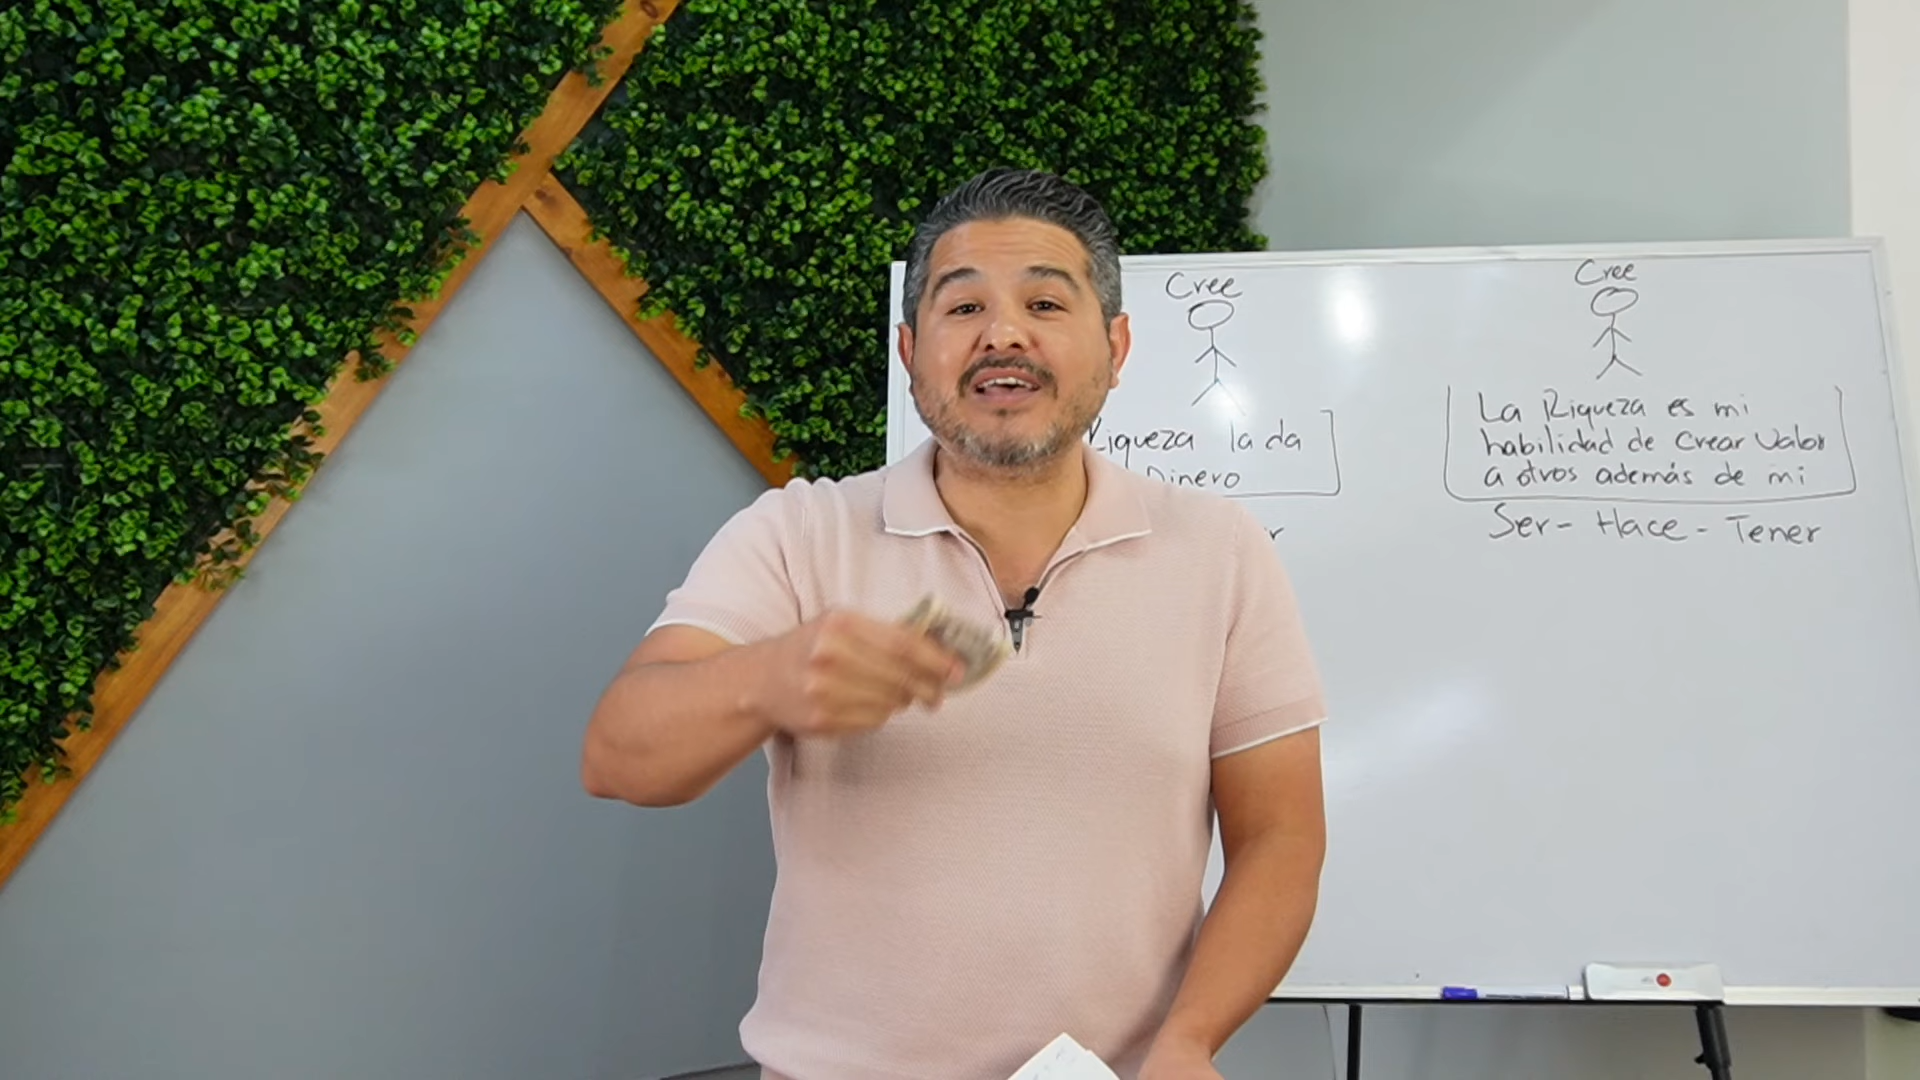 Cree
Riqueza la da
Dinero
Cree
La Riqueza es mi
habilidad de Crear Valor
a otros además de mi
Ser - Hace - Tener